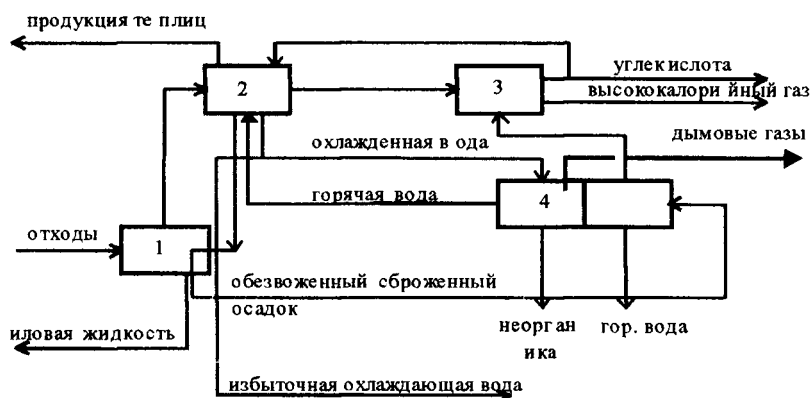 продукция те плиц
углекислота
2
3
высококалори йный газ
охлажденная в ода
дымовые газы
горячая вода
4
отходы
1
обезвоженный сброженный
осадок
иловая жидкость
неорган
ика
гор. вода
избыточная охлаждающая вода